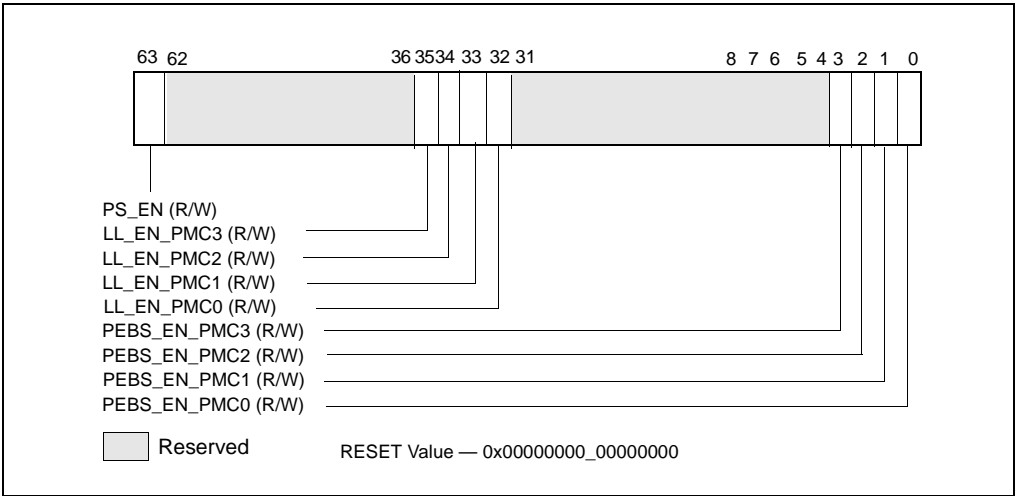 63 62 36 35 34 33 32 31 8 7 6 5 4 3 2 1 0
PS_EN (R/W)
LL_EN_PMC3 (R/W)
LL_EN_PMC2 (R/W)
LL_EN_PMC1 (R/W)
LL_EN_PMC0 (R/W)
PEBS_EN_PMC3 (R/W)
PEBS_EN_PMC2 (R/W)
PEBS_EN_PMC1 (R/W)
PEBS_EN_PMC0 (R/W)
Reserved RESET Value — 0x00000000_00000000